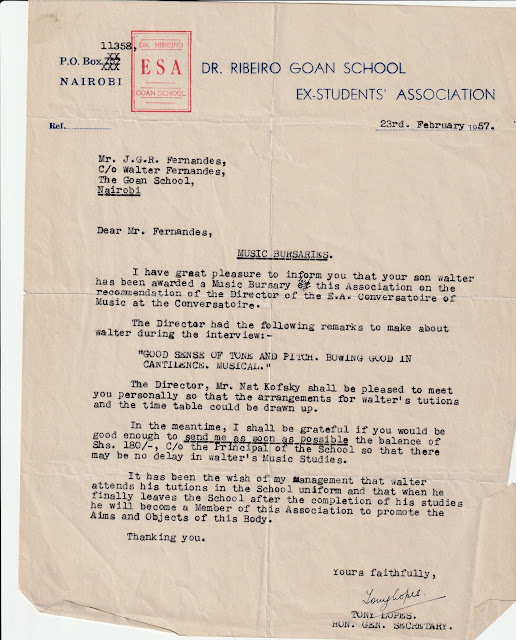 11358,
P.O. Box
XXX
NAIROBI
DR. RIBEIRO
ESA
GOAN SCHOOL
DR. RIBEIRO GOAN SCHOOL
EX-STUDENTS' ASSOCIATION
Ref.
23rd. February 1957.
Mr. J.G.R. Fernandes,
C/o Walter Fernandes,
The Goan School,
Nairobi
Dear Mr. Fernandes,
MUSIC BURSARIES.
I have great pleasure to inform you that your son walter
has been awarded a Music Bursary of this Association on the
recommendation of the Director of the E.A. Conversatoire of
Music at the Conversatoire.
The Director had the following remarks to make about
walter during the interview:-
"GOOD SENSE OF TONE AND PITCH. BOWING GOOD IN
CANTILENCE. MUSICAL."
The Director, Mr. Nat Kofsky shall be pleased to meet
you personally so that the arrangements for walter's tutions
and the time table could be drawn up.
In the meantime, I shall be grateful if you would be
good enough to send me as soon as possible the balance of
Shs. 180/-, C/o the Principal of the School so that there
may be no delay in walter's Music Studies.
It has been the wish of my management that walter
attends his tutions in the School uniform and that when he
finally leaves the School after the completion of his studies
he will become a Member of this Association to promote the
Aims and Objects of this Body.
Thanking you.
Yours faithfully,
Tony Lopes.
TONY LOPES.
HON. GEN. SECRETARY.